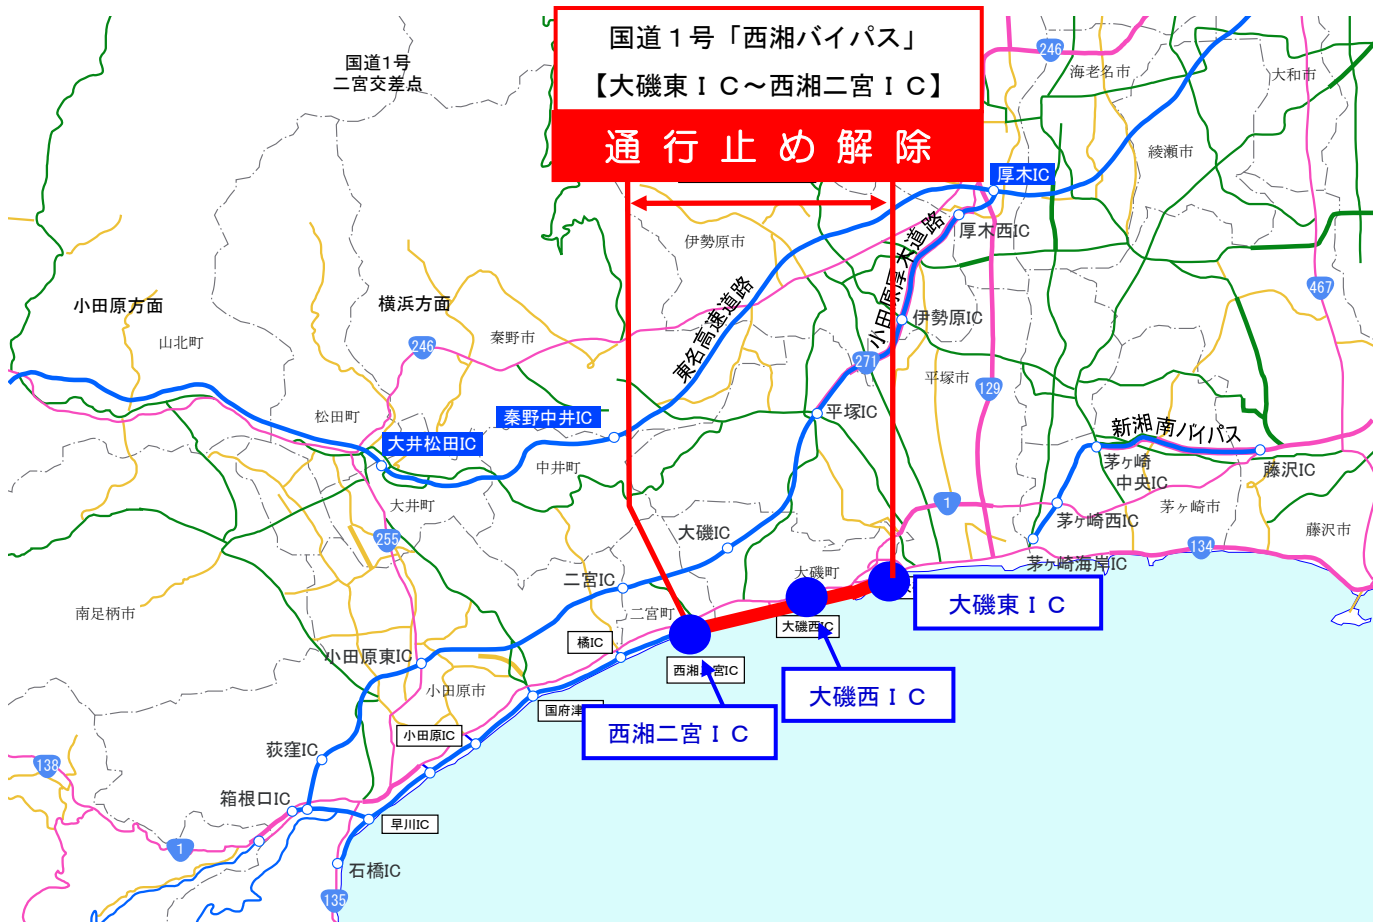 国道１号「西湘バイパス」
【大磯東ＩＣ～西湘二宮ＩＣ】
通行止め解除
国道1号
二宮交差点
246
海老名市
大和市
綾瀬市
厚木IC
厚木西IC
伊勢原市
小田原厚木道路
東名高速道路
467
小田原方面
横浜方面
伊勢原IC
山北町
246
秦野市
271
平塚市
129
松田町
秦野中井IC
平塚IC
新湘南バイパス
大井松田IC
中井町
茅ヶ崎
中央IC
藤沢IC
大井町
1
茅ヶ崎西IC
茅ヶ崎市
藤沢市
255
大磯IC
134
茅ヶ崎海岸IC
二宮IC
大磯町
大磯東ＩＣ
南足柄市
二宮町
大磯西IC
橘IC
小田原東IC
西湘二宮IC
小田原市
大磯西ＩＣ
国府津
西湘二宮ＩＣ
小田原IC
荻窪IC
138
箱根口IC
早川IC
1
石橋IC
135